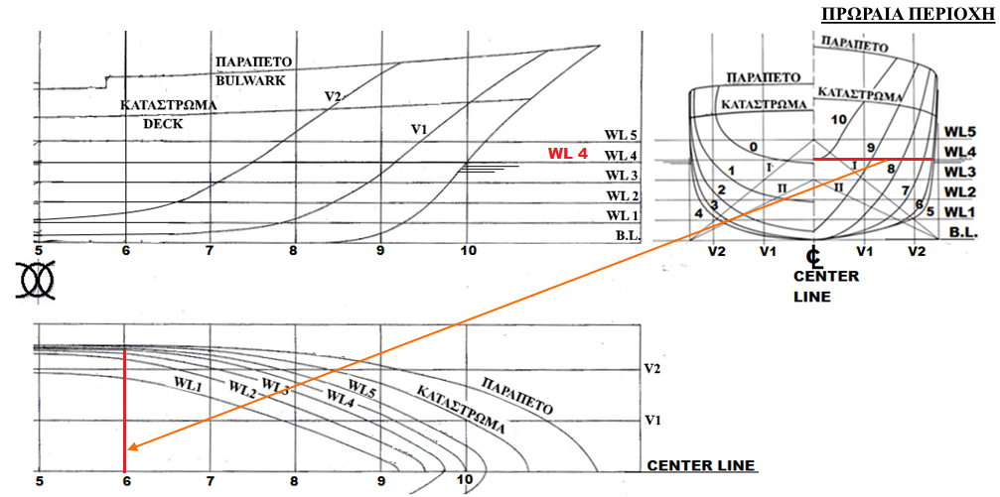 ΠΡΩΡΑΙΑ ΠΕΡΙΟΧΗ
ΠΑΡΑΠΕΤΟ
BULWARK
V2
ΚΑΤΑΣΤΡΩΜΑ
DECK
V1
WL 5
WL 4
WL 4
WL 3
WL 2
WL 1
B.L.
5 6 7 8 9 10
ΠΑΡΑΠΕΤΟ
ΠΑΡΑΠΕΤΟ
ΚΑΤΑΣΤΡΩΜΑ
ΚΑΤΑΣΤΡΩΜΑ
10
WL5
0 9
WL4
1 I I 8
WL3
2 II II 7
WL2
4 3 6 5
WL1
B.L.
V2 V1 V1 V2
CL
CENTER
LINE
V2
WL1 WL2 WL3 WL4 WL5
ΚΑΤΑΣΤΡΩΜΑ
ΠΑΡΑΠΕΤΟ
V1
CENTER LINE
5 6 7 8 9 10